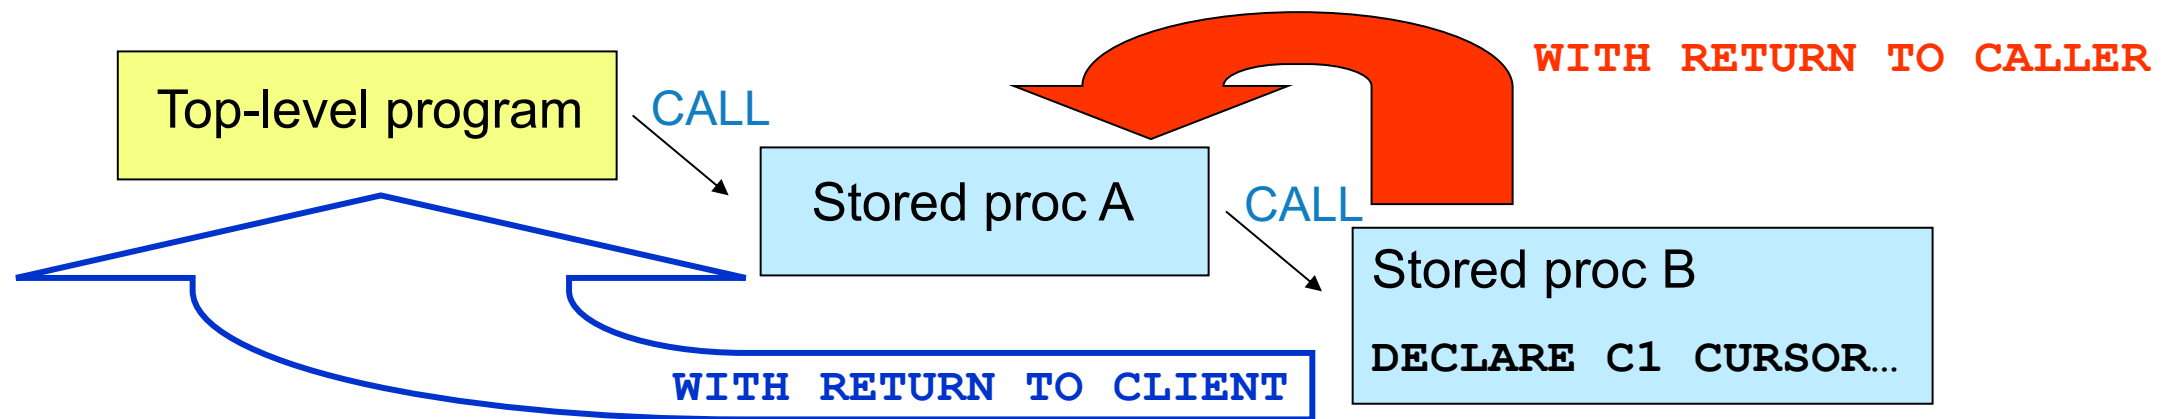 WITH RETURN TO CALLER
Top-level program
CALL
Stored proc A
CALL
Stored proc B
DECLARE C1 CURSOR…
WITH RETURN TO CLIENT